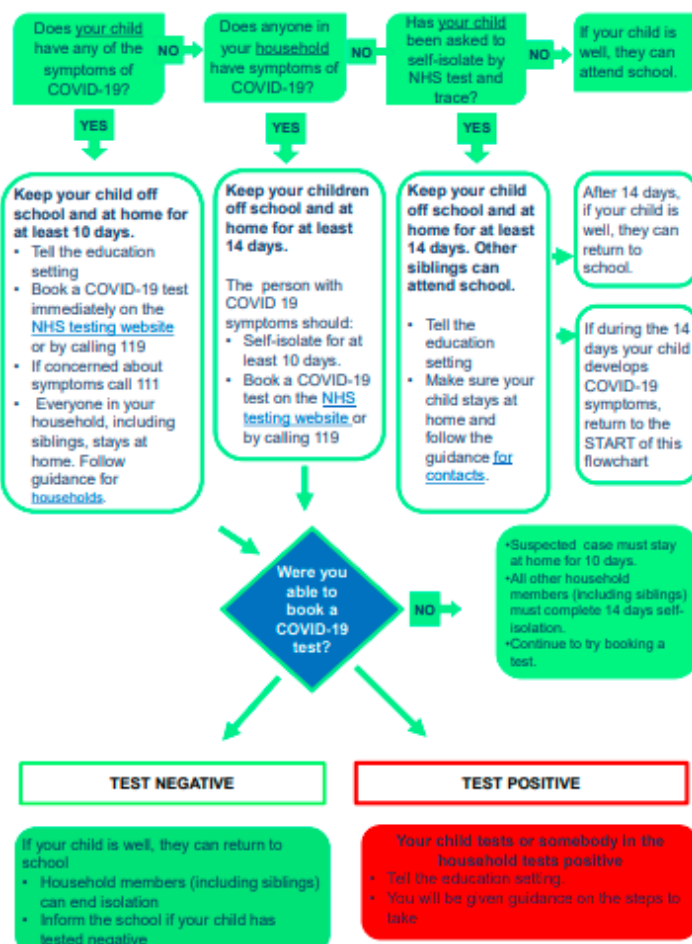 Does your child
have any of the
symptoms of
COVID-19?
NO
Does anyone in
your household
have symptoms of
COVID-19?
NO
Has your child
been asked to
self-isolate by
NHS test and
trace?
NO
If your child is
well, they can
attend school.
YES
YES
YES
Keep your child off
school and at home for
at least 10 days.
• Tell the education
setting
• Book a COVID-19 test
immediately on the
NHS testing website
or by calling 119
• If concerned about
symptoms call 111
• Everyone in your
household, including
siblings, stays at
home. Follow
guidance for
households.
Keep your children
off school and at
home for at least
14 days.
The person with
COVID 19
symptoms should:
• Self-isolate for at
least 10 days.
• Book a COVID-19
test on the NHS
testing website or
by calling 119
Keep your child
off school and at
home for at least
14 days. Other
siblings can
attend school.
• Tell the
education
setting
• Make sure your
child stays at
home and
follow the
guidance for
contacts.
After 14 days,
if your child is
well, they can
return to
school.
If during the 14
days your child
develops
COVID-19
symptoms,
return to the
START of this
flowchart
Were you
able to
book a
COVID-19
test?
NO
•Suspected case must stay
at home for 10 days.
•All other household
members (including siblings)
must complete 14 days self-
isolation.
•Continue to try booking a
test.
TEST NEGATIVE
TEST POSITIVE
If your child is well, they can return to
school
• Household members (including siblings)
can end isolation
• Inform the school if your child has
tested negative
Your child tests or somebody in the
household tests positive
• Tell the education setting.
• You will be given guidance on the steps to
take